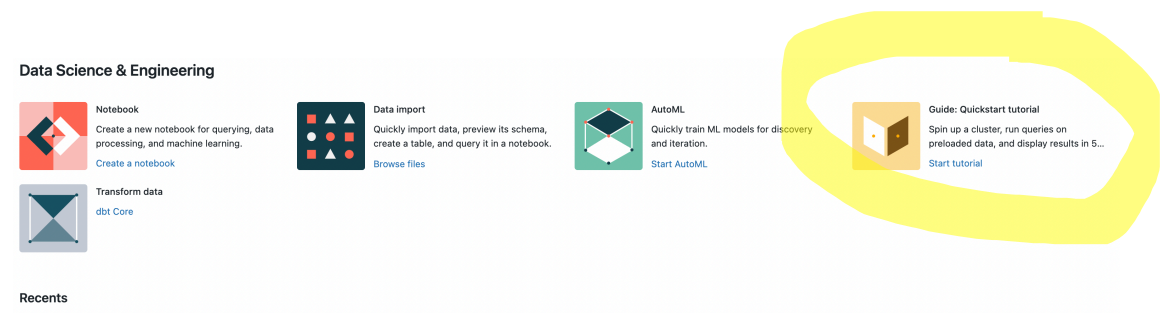 Data Science & Engineering
Notebook
Create a new notebook for querying, data
processing, and machine learning.
Create a notebook
Data import
Quickly import data, preview its schema,
create a table, and query it in a notebook.
Browse files
AutoML
Quickly train ML models for discovery
and iteration.
Start AutoML
Guide: Quickstart tutorial
Spin up a cluster, run queries on
preloaded data, and display results in 5...
Start tutorial
Transform data
dbt Core
Recents